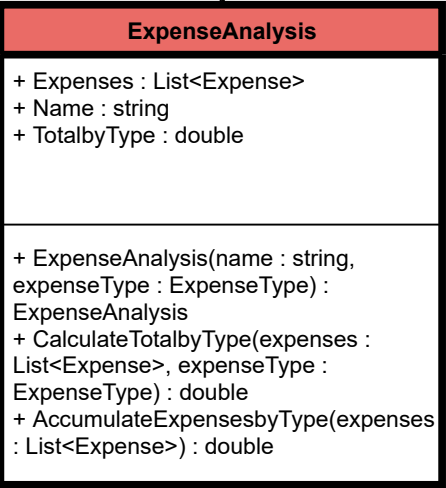 ExpenseAnalysis
+ Expenses : List<Expense>
+ Name : string
+ TotalbyType : double
+ ExpenseAnalysis(name : string,
expenseType : ExpenseType) :
ExpenseAnalysis
+ CalculateTotalbyType(expenses :
List<Expense>, expenseType :
ExpenseType) : double
+ AccumulateExpensesbyType(expenses
: List<Expense>) : double